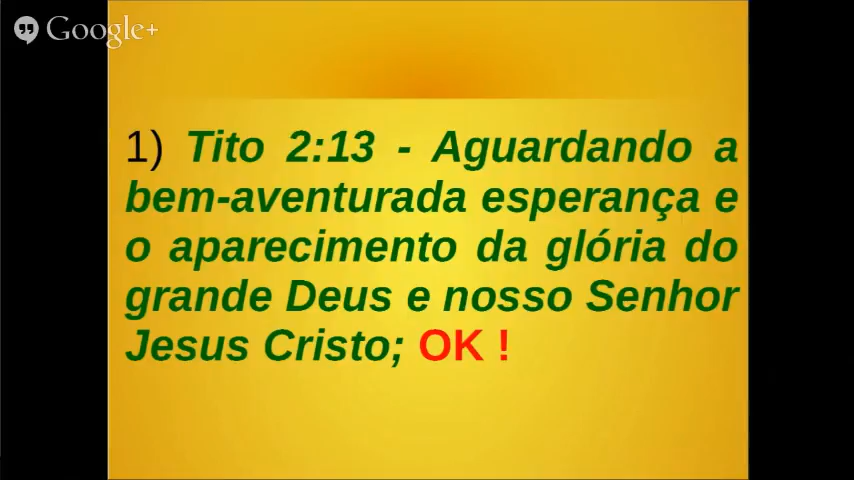 Google+
1) Tito 2:13 - Aguardando a
bem-aventurada esperança e
o aparecimento da glória do
grande Deus e nosso Senhor
Jesus Cristo; OK !